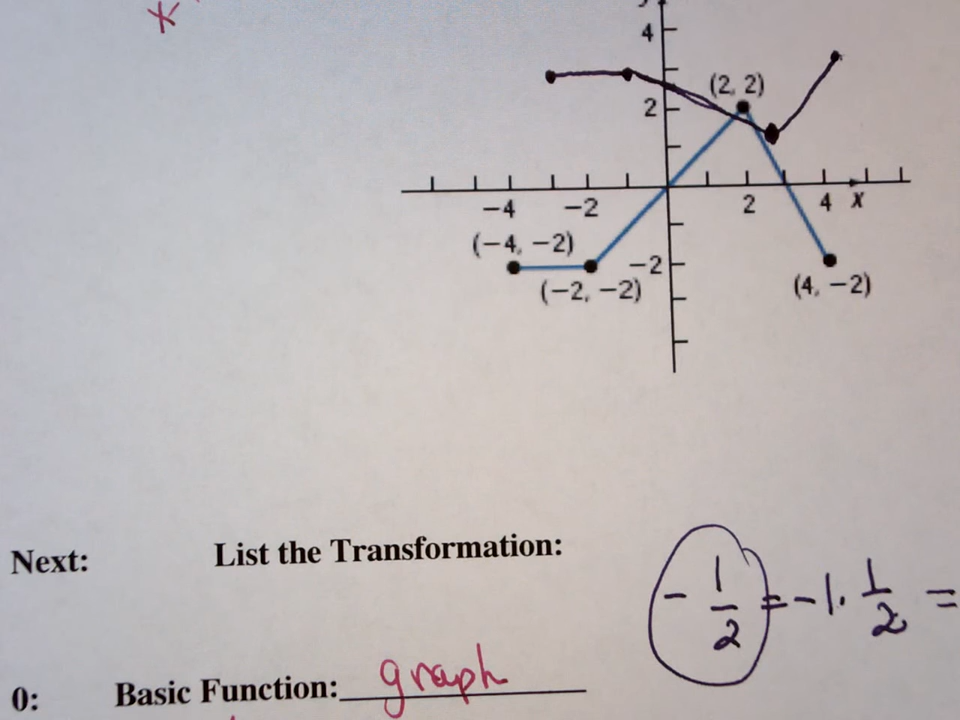 *
4
(2, 2)
2
-4 -2 2 4 x
(-4, -2)
-2
(-2, -2) (4, -2)
Next: List the Transformation:
- 1/2 = -1 · 1/2 =
0: Basic Function: graph